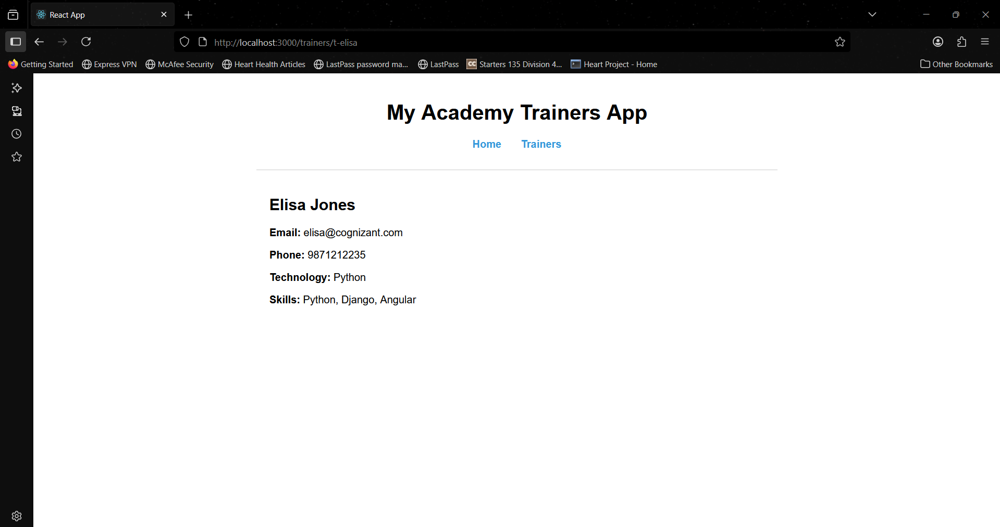 React App
http://localhost:3000/trainers/t-elisa
Getting Started Express VPN McAfee Security Heart Health Articles LastPass password ma... LastPass CC Starters 135 Division 4... Heart Project - Home Other Bookmarks
My Academy Trainers App
Home Trainers
Elisa Jones
Email: elisa@cognizant.com
Phone: 9871212235
Technology: Python
Skills: Python, Django, Angular